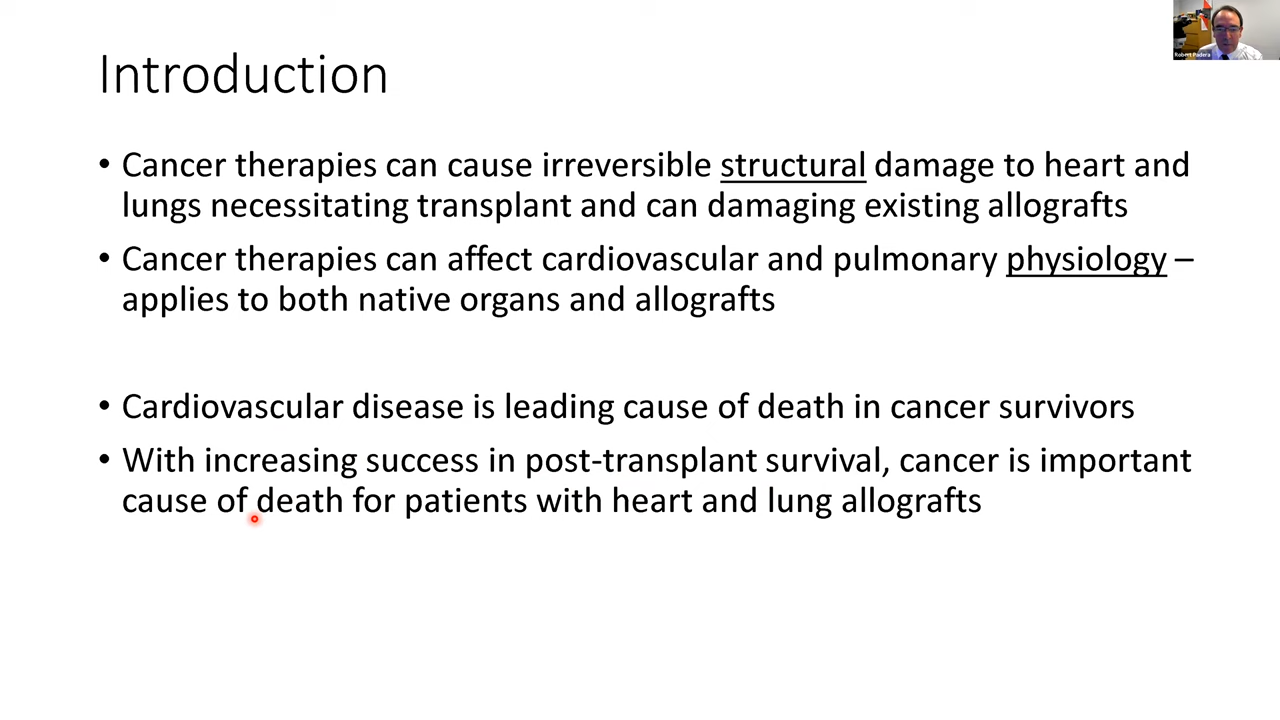 Introduction
• Cancer therapies can cause irreversible structural damage to heart and
lungs necessitating transplant and can damaging existing allografts
• Cancer therapies can affect cardiovascular and pulmonary physiology –
applies to both native organs and allografts
• Cardiovascular disease is leading cause of death in cancer survivors
• With increasing success in post-transplant survival, cancer is important
cause of death for patients with heart and lung allografts
Robert Padera